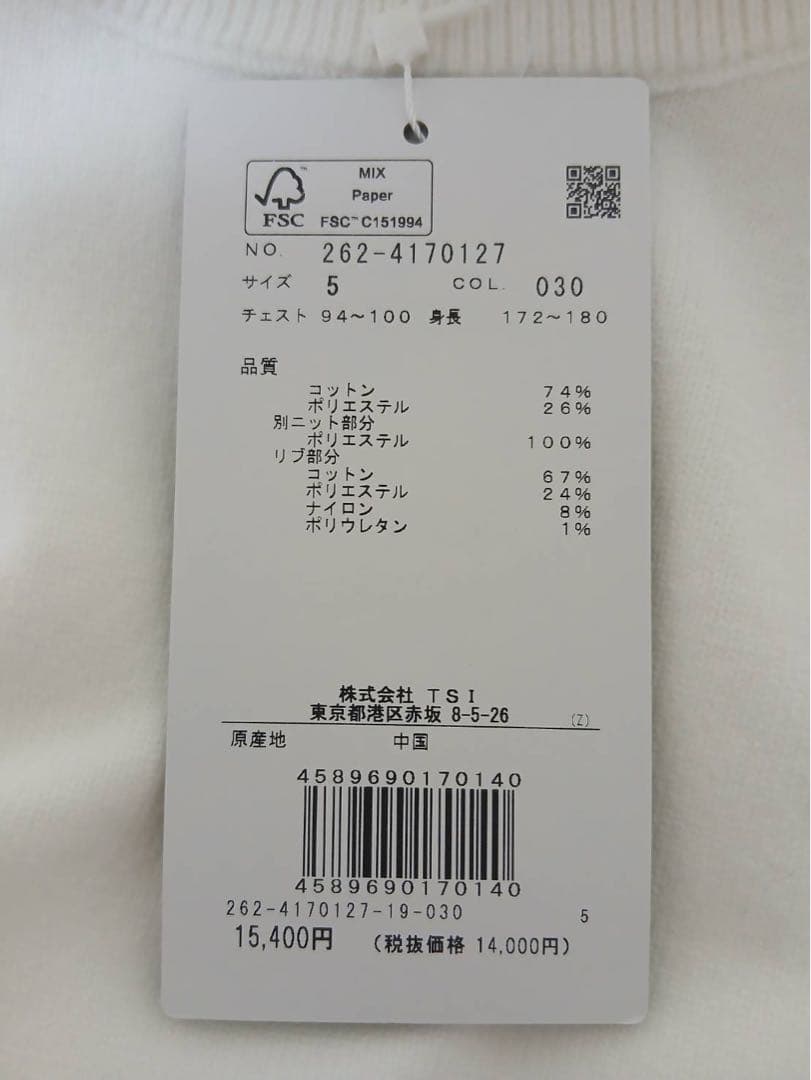 MIX
Paper
FSC™ C151994
FSC
NO. 262-4170127
サイズ 5 COL. 030
チェスト 94～100 身長 172～180
品質
コットン 74%
ポリエステル 26%
別ニット部分
ポリエステル 100%
リブ部分
コットン 67%
ポリエステル 24%
ナイロン 8%
ポリウレタン 1%
株式会社 TSI
東京都港区赤坂 8-5-26 (Z)
原産地 中国
4589690170140
4589690170140
262-4170127-19-030 5
15,400円 (税抜価格 14,000円)